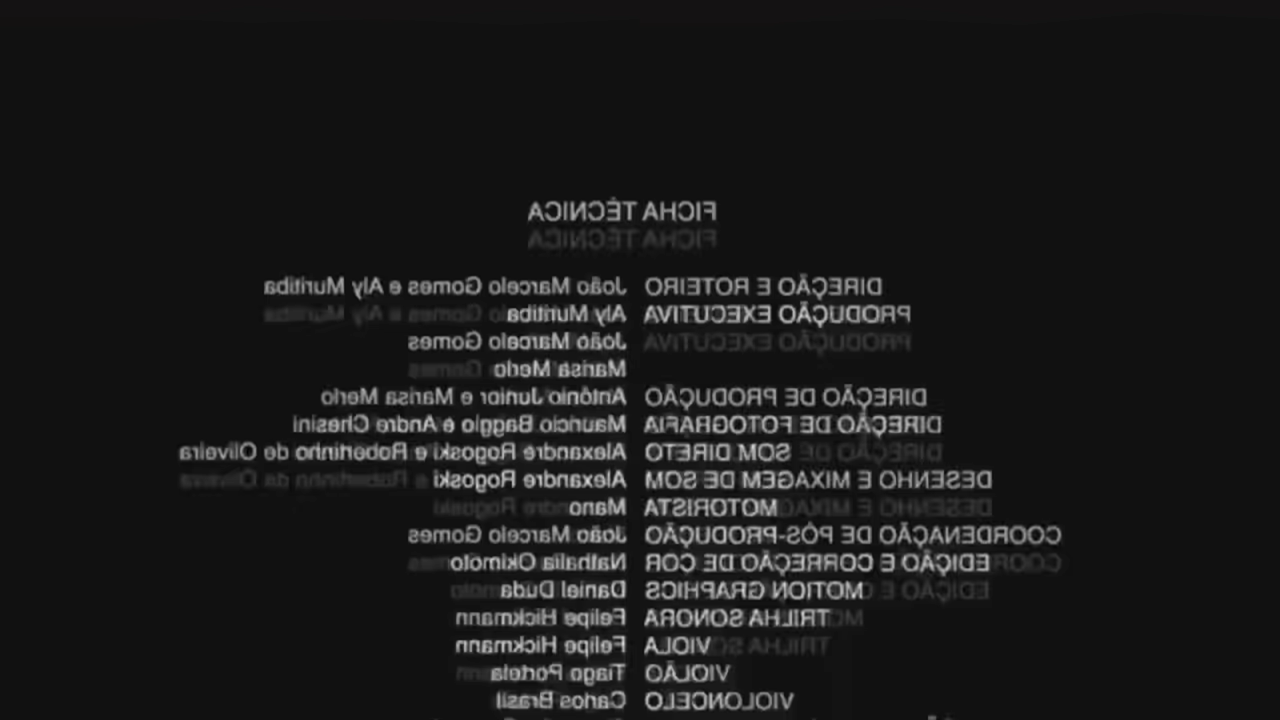 FICHA TÉCNICA
DIREÇÃO E ROTEIRO João Marcelo Gomes e Aly Muritiba
PRODUÇÃO EXECUTIVA Aly Muritiba
João Marcelo Gomes
Marisa Merlo
DIREÇÃO DE PRODUÇÃO Antônio Junior e Marisa Merlo
DIREÇÃO DE FOTOGRAFIA Mauricio Baggio e Andre Chesini
SOM DIRETO Alexandre Rogoski e Robertinho de Oliveira
DESENHO E MIXAGEM DE SOM Alexandre Rogoski
MOTORISTA Mano
COORDENAÇÃO DE PÓS-PRODUÇÃO João Marcelo Gomes
EDIÇÃO E CORREÇÃO DE COR Nathalia Okimoto
MOTION GRAPHICS Daniel Duda
TRILHA SONORA Felipe Hickmann
VIOLA Felipe Hickmann
VIOLÃO Tiago Portela
VIOLONCELO Carlos Brasil